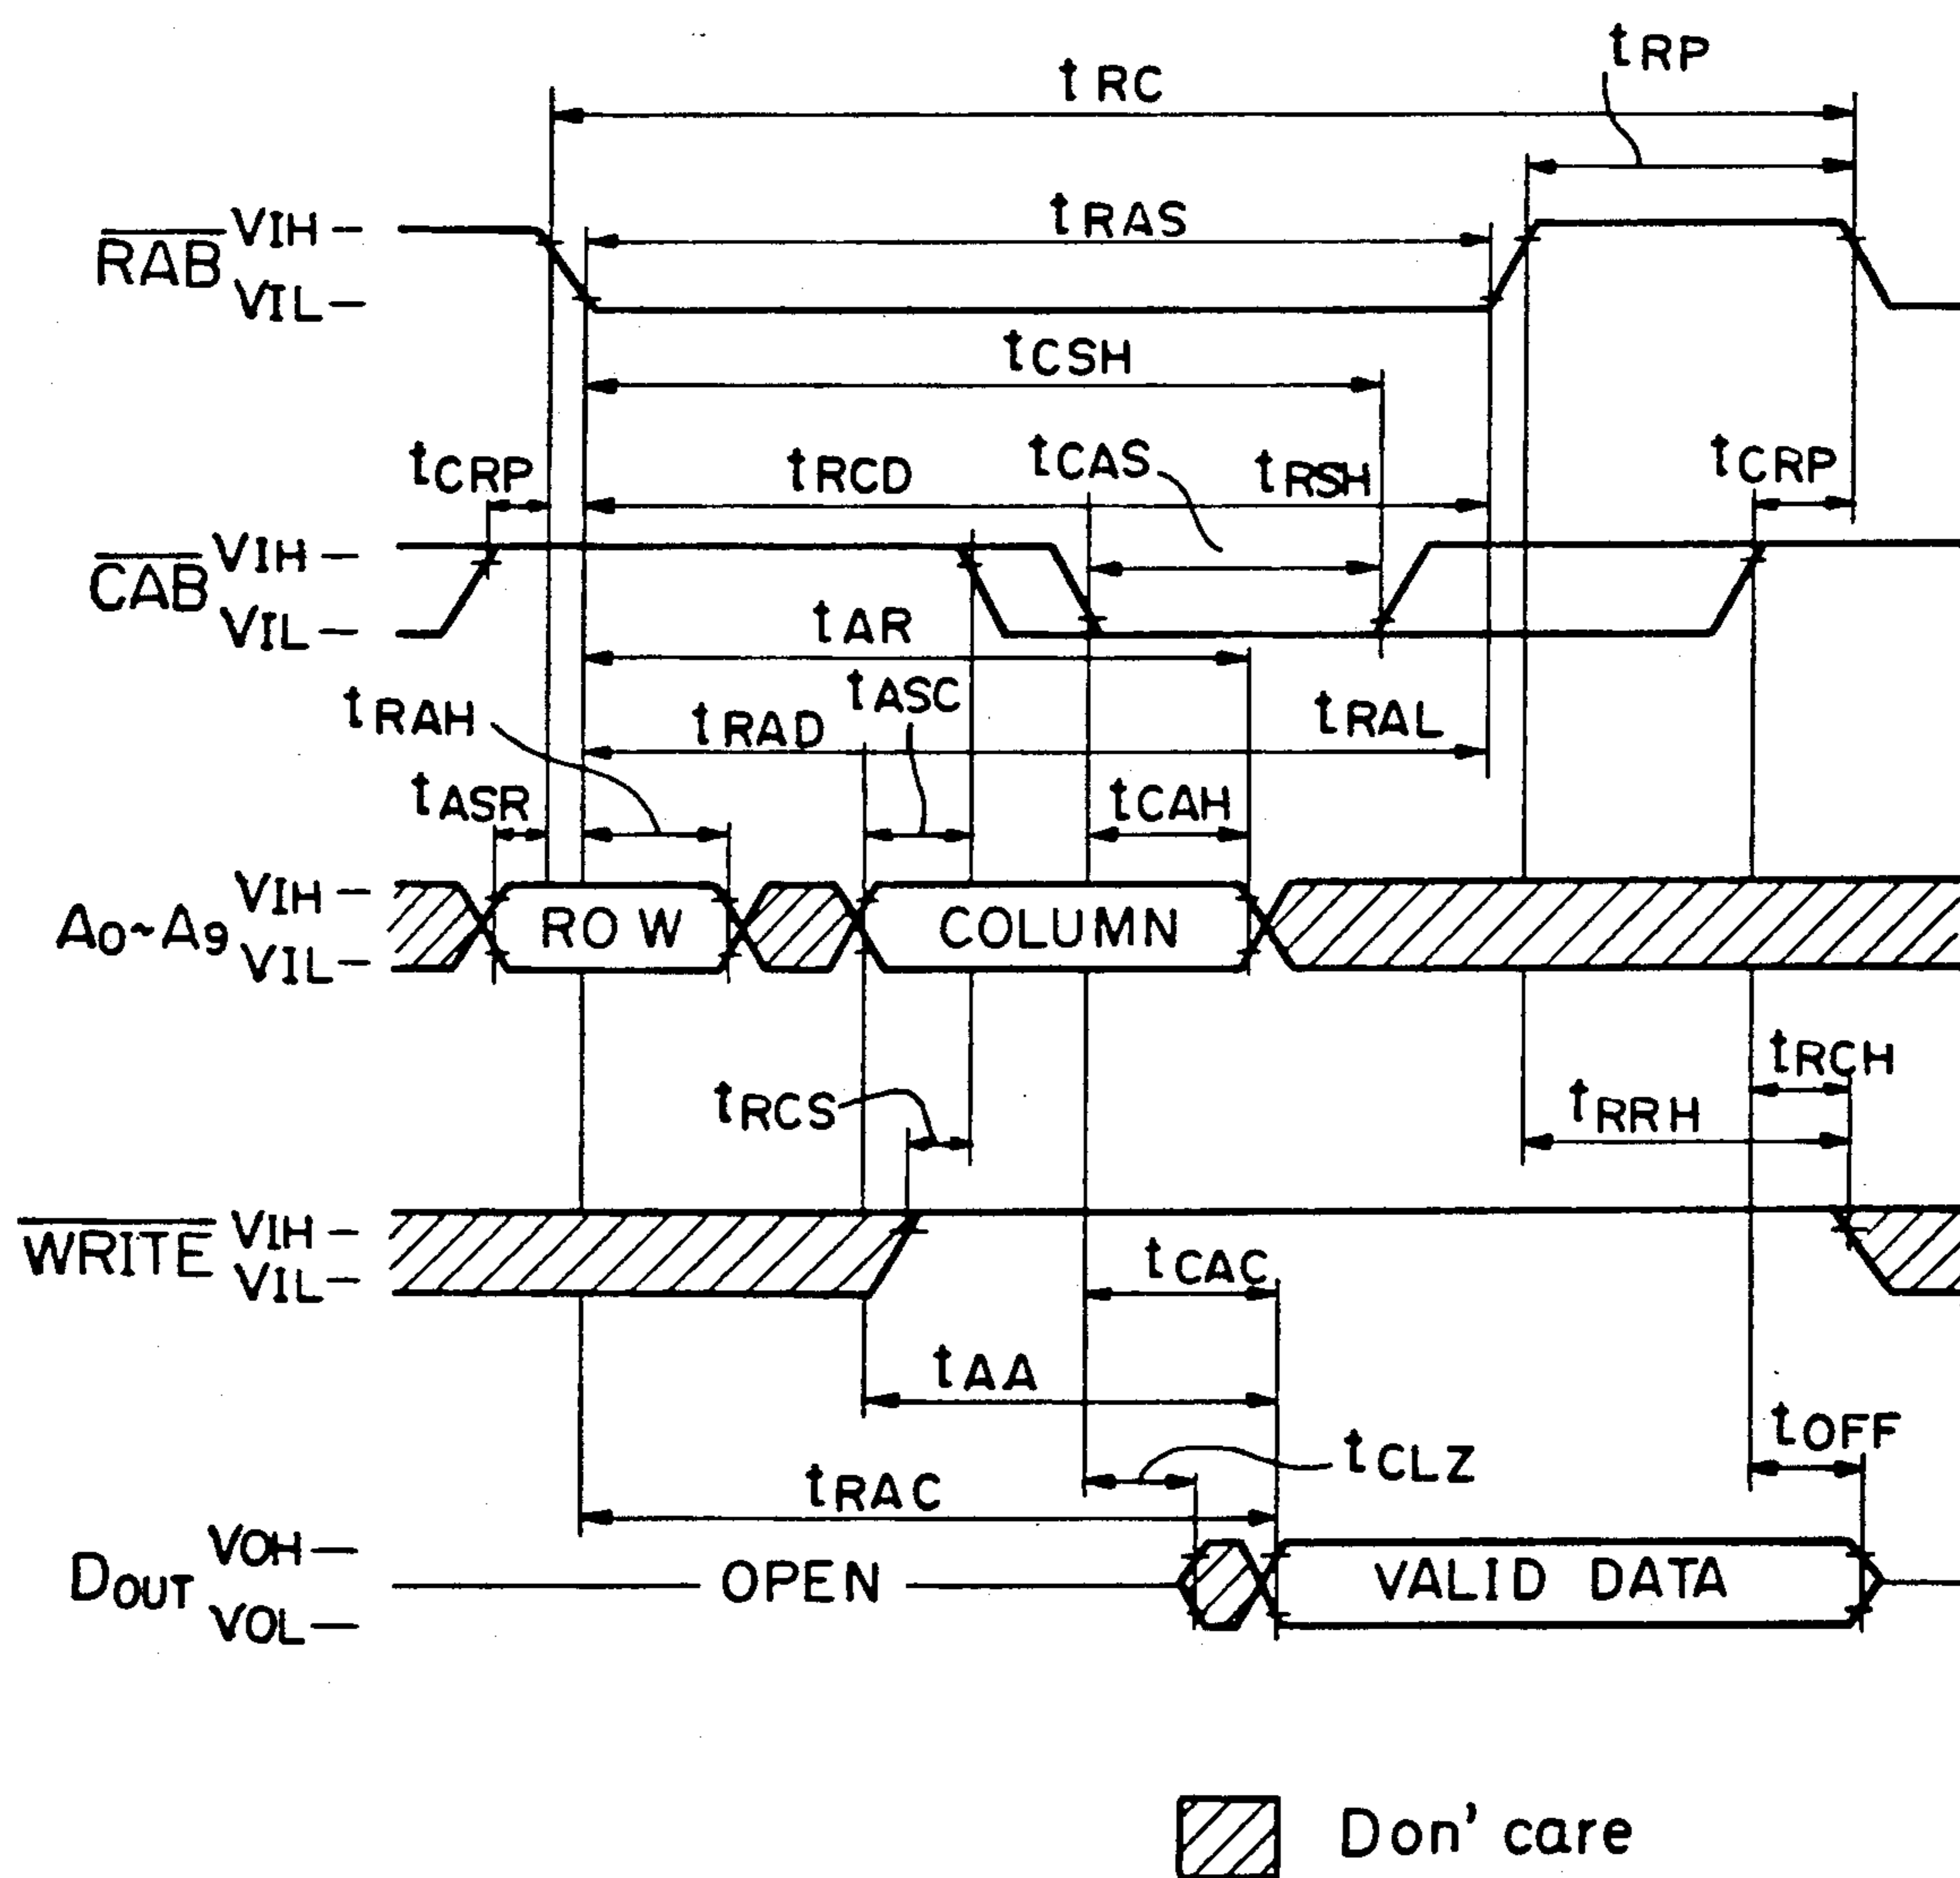 tRP
tRC
tRAS
RAB VIH
VIL
tCSH
tCRP tRCD tCAS tRSH tCRP
CAB VIH
VIL
tAR
tRAH tRAD tASC tRAL
tASR tCAH
A0~A9 VIH
VIL
ROW COLUMN
tRCH
tRCS tRRH
WRITE VIH
VIL
tCAC
tAA
tOFF
tCLZ
tRAC
DOUT VOH
VOL
OPEN VALID DATA
Don' care